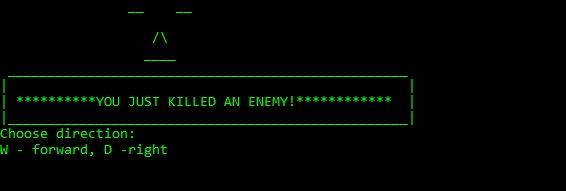 **********YOU JUST KILLED AN ENEMY!************
Choose direction:
W - forward, D -right